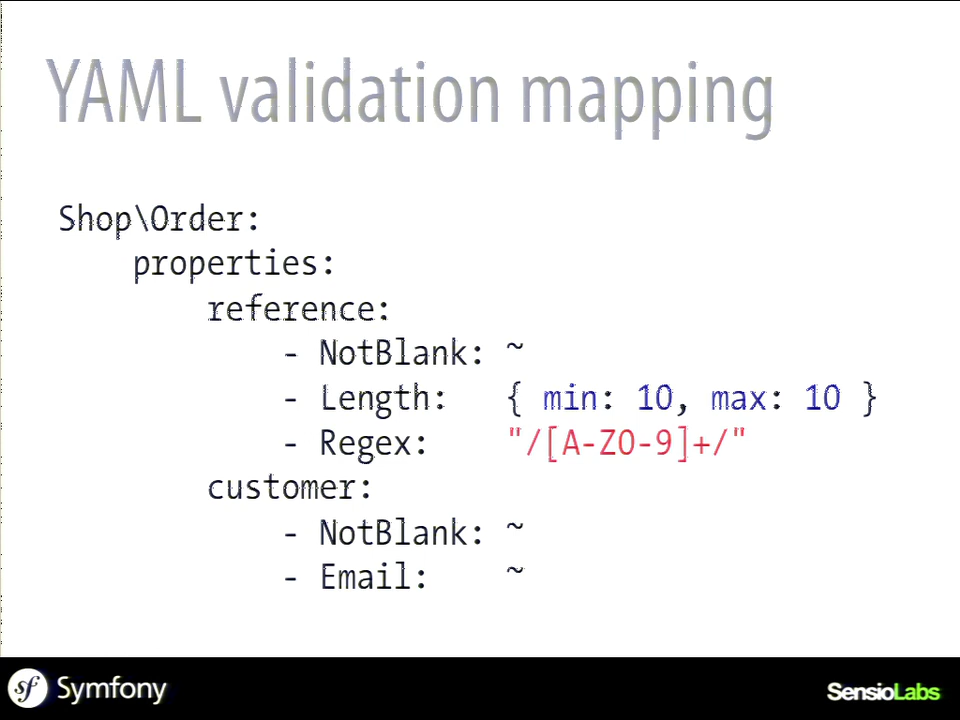 YAML validation mapping
Shop\Order:
    properties:
        reference:
            - NotBlank: ~
            - Length:   { min: 10, max: 10 }
            - Regex:    "/[A-Z0-9]+/"
        customer:
            - NotBlank: ~
            - Email:    ~
sf Symfony
SensioLabs